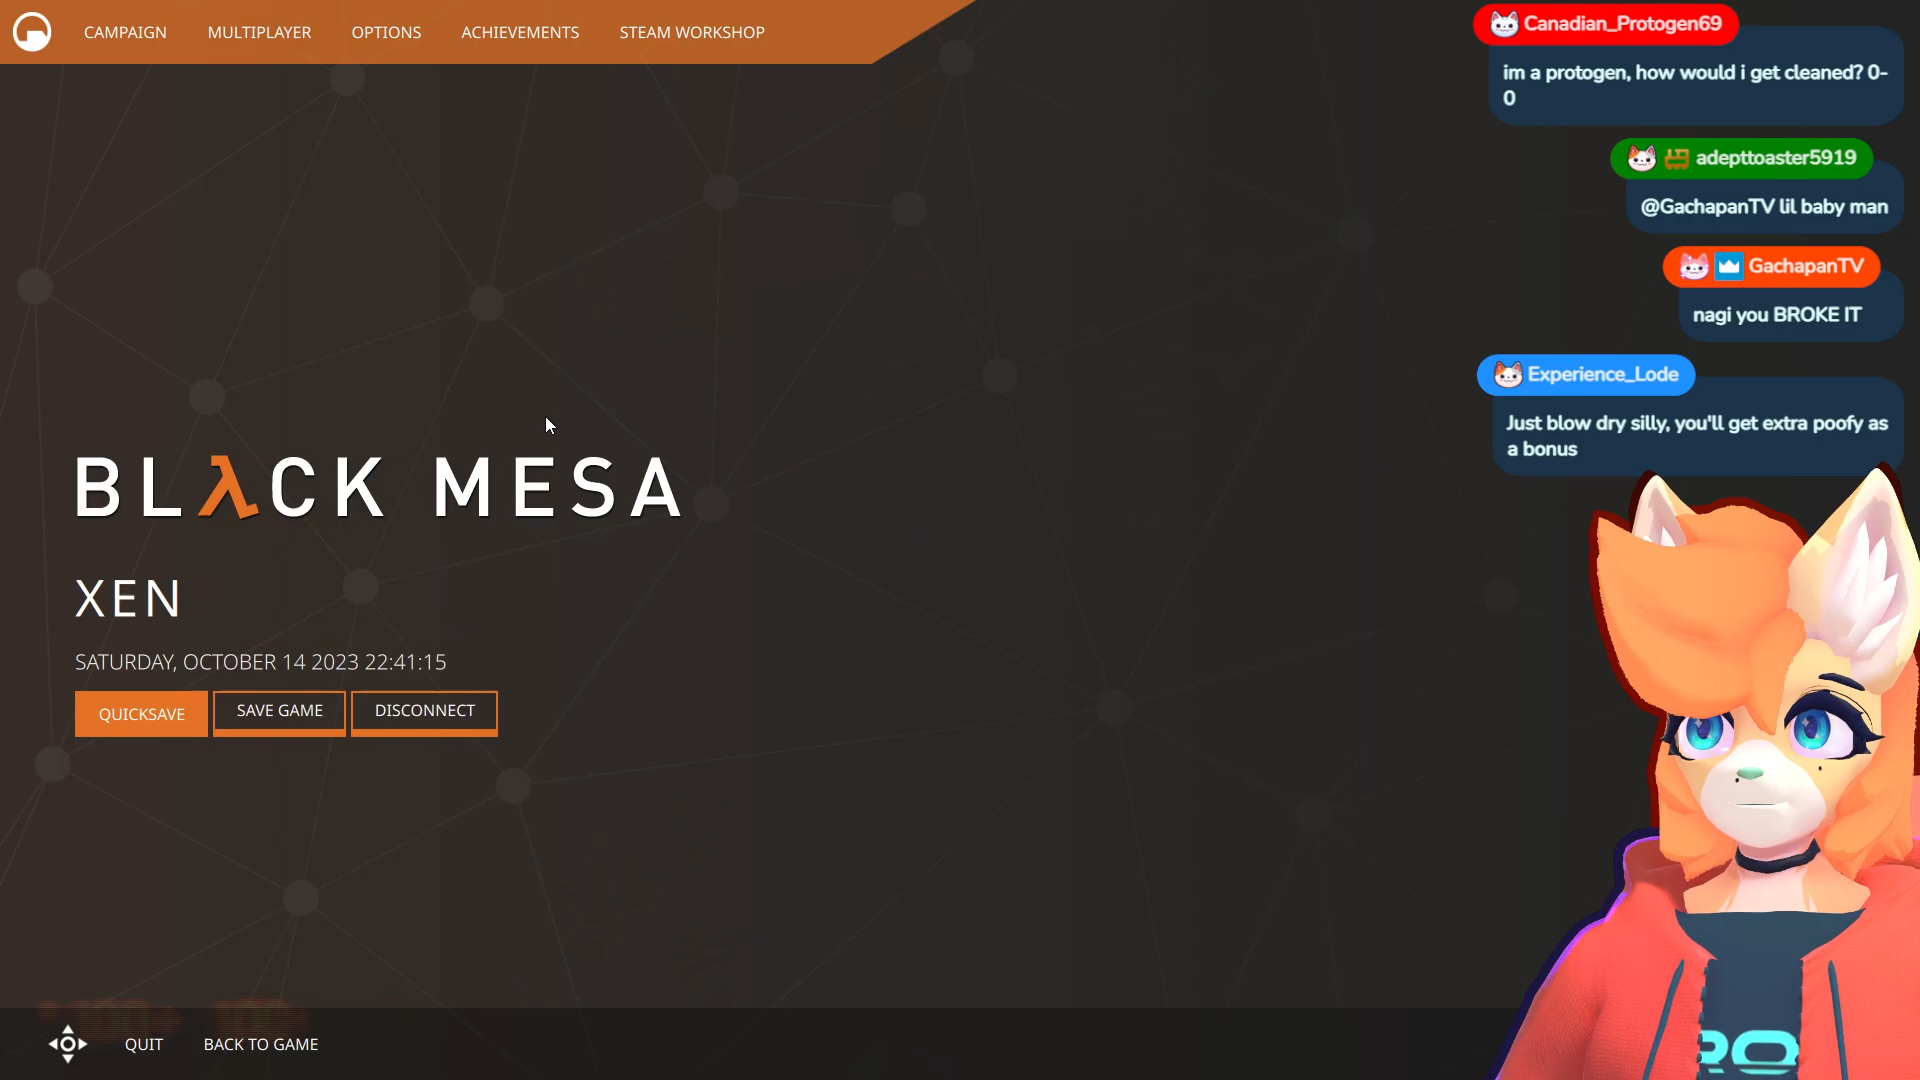 CAMPAIGN MULTIPLAYER OPTIONS ACHIEVEMENTS STEAM WORKSHOP
BLλCK MESA
XEN
SATURDAY, OCTOBER 14 2023 22:41:15
QUICKSAVE SAVE GAME DISCONNECT
QUIT BACK TO GAME
Canadian_Protogen69
im a protogen, how would i get cleaned? 0-
0
adepttoaster5919
@GachapanTV lil baby man
GachapanTV
nagi you BROKE IT
Experience_Lode
Just blow dry silly, you'll get extra poofy as
a bonus